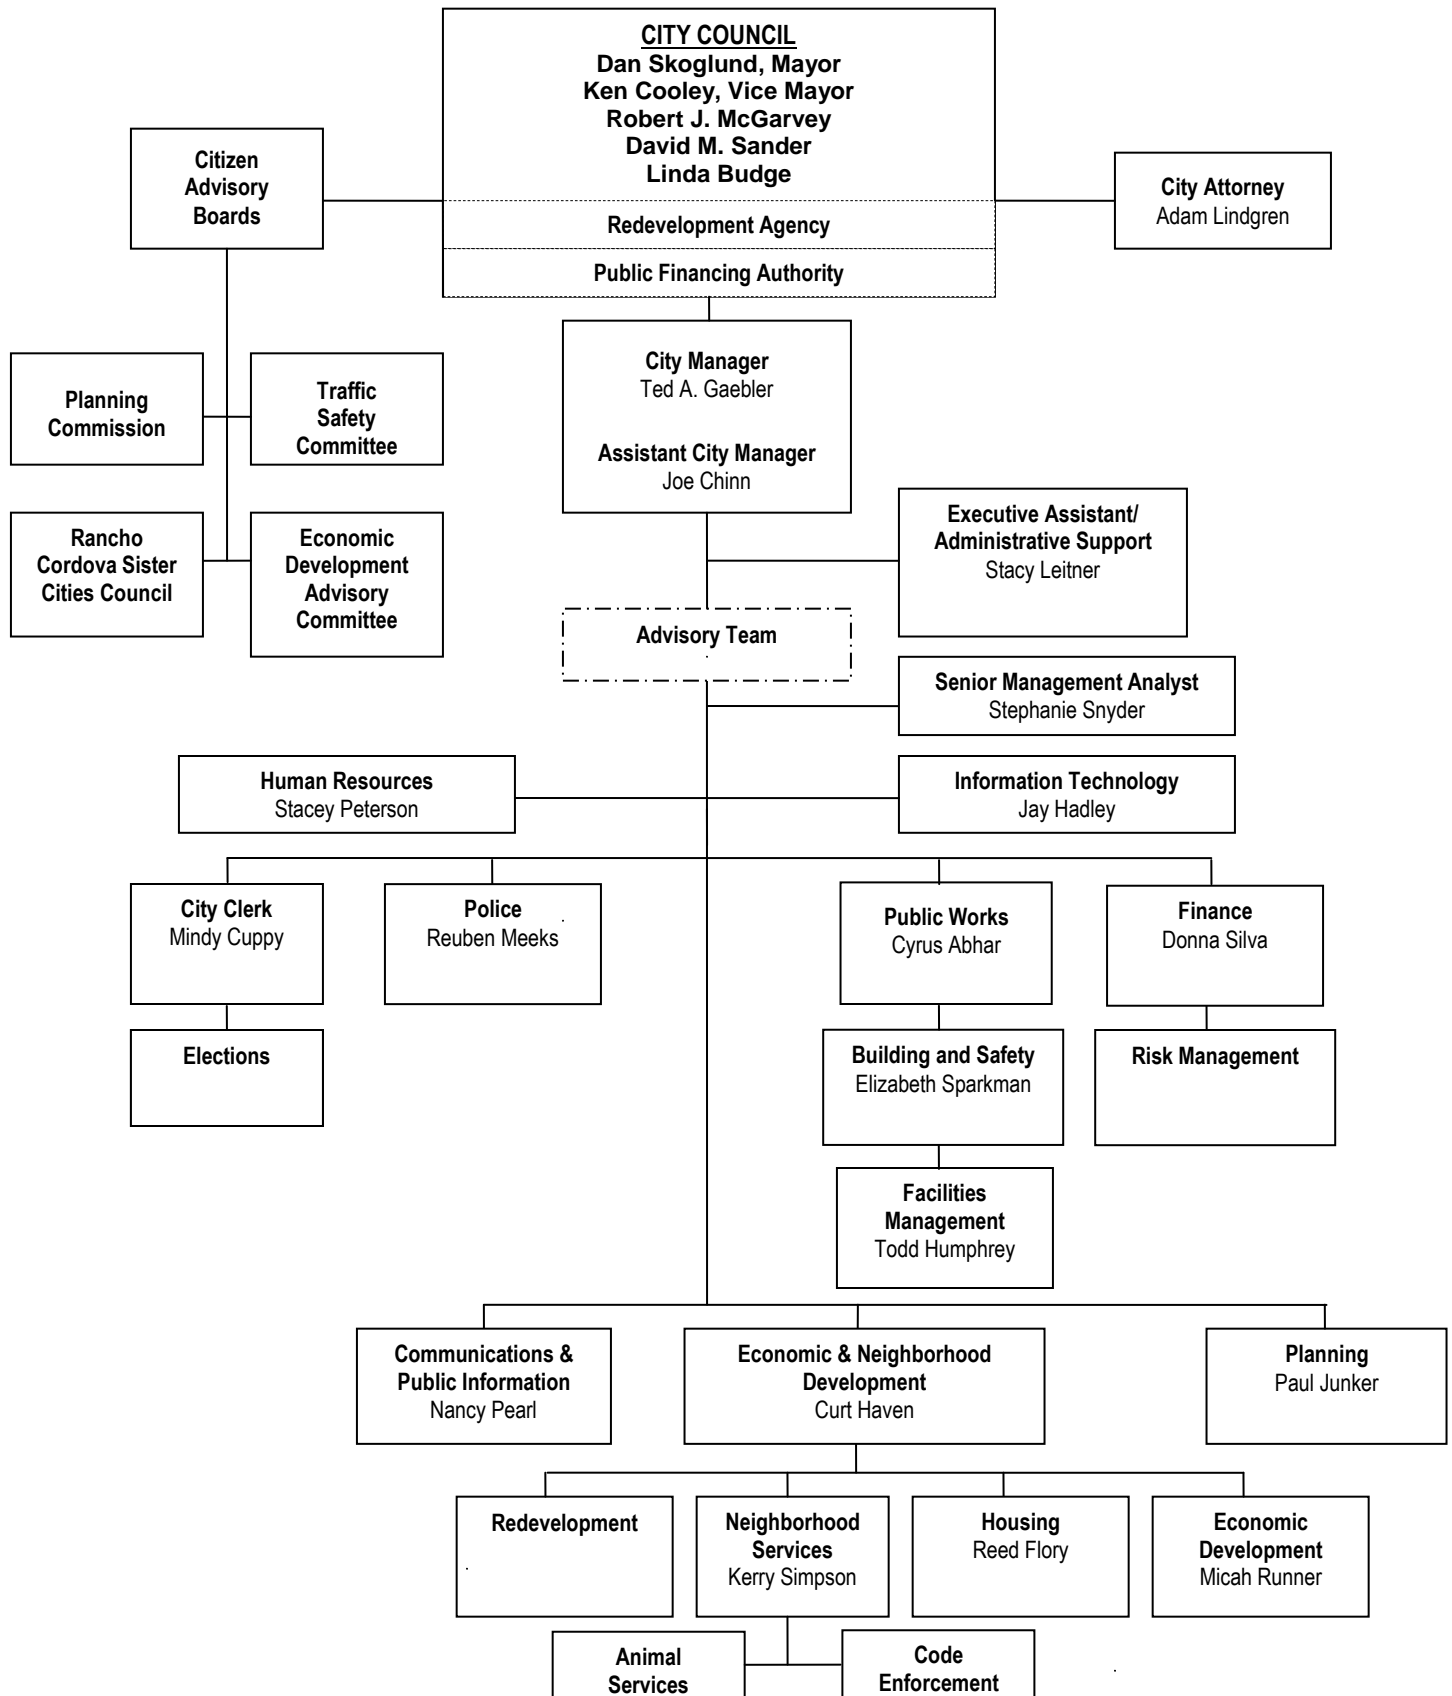 CITY COUNCIL
Dan Skoglund, Mayor
Ken Cooley, Vice Mayor
Robert J. McGarvey
David M. Sander
Linda Budge
Redevelopment Agency
Public Financing Authority
Citizen
Advisory
Boards
City Attorney
Adam Lindgren
Planning
Commission
Traffic
Safety
Committee
Rancho
Cordova Sister
Cities Council
Economic
Development
Advisory
Committee
City Manager
Ted A. Gaebler
Assistant City Manager
Joe Chinn
Executive Assistant/
Administrative Support
Stacy Leitner
Advisory Team
Senior Management Analyst
Stephanie Snyder
Human Resources
Stacey Peterson
Information Technology
Jay Hadley
City Clerk
Mindy Cuppy
Police
Reuben Meeks
Public Works
Cyrus Abhar
Finance
Donna Silva
Elections
Building and Safety
Elizabeth Sparkman
Risk Management
Facilities
Management
Todd Humphrey
Communications &
Public Information
Nancy Pearl
Economic & Neighborhood
Development
Curt Haven
Planning
Paul Junker
Redevelopment
Neighborhood
Services
Kerry Simpson
Housing
Reed Flory
Economic
Development
Micah Runner
Animal
Services
Code
Enforcement